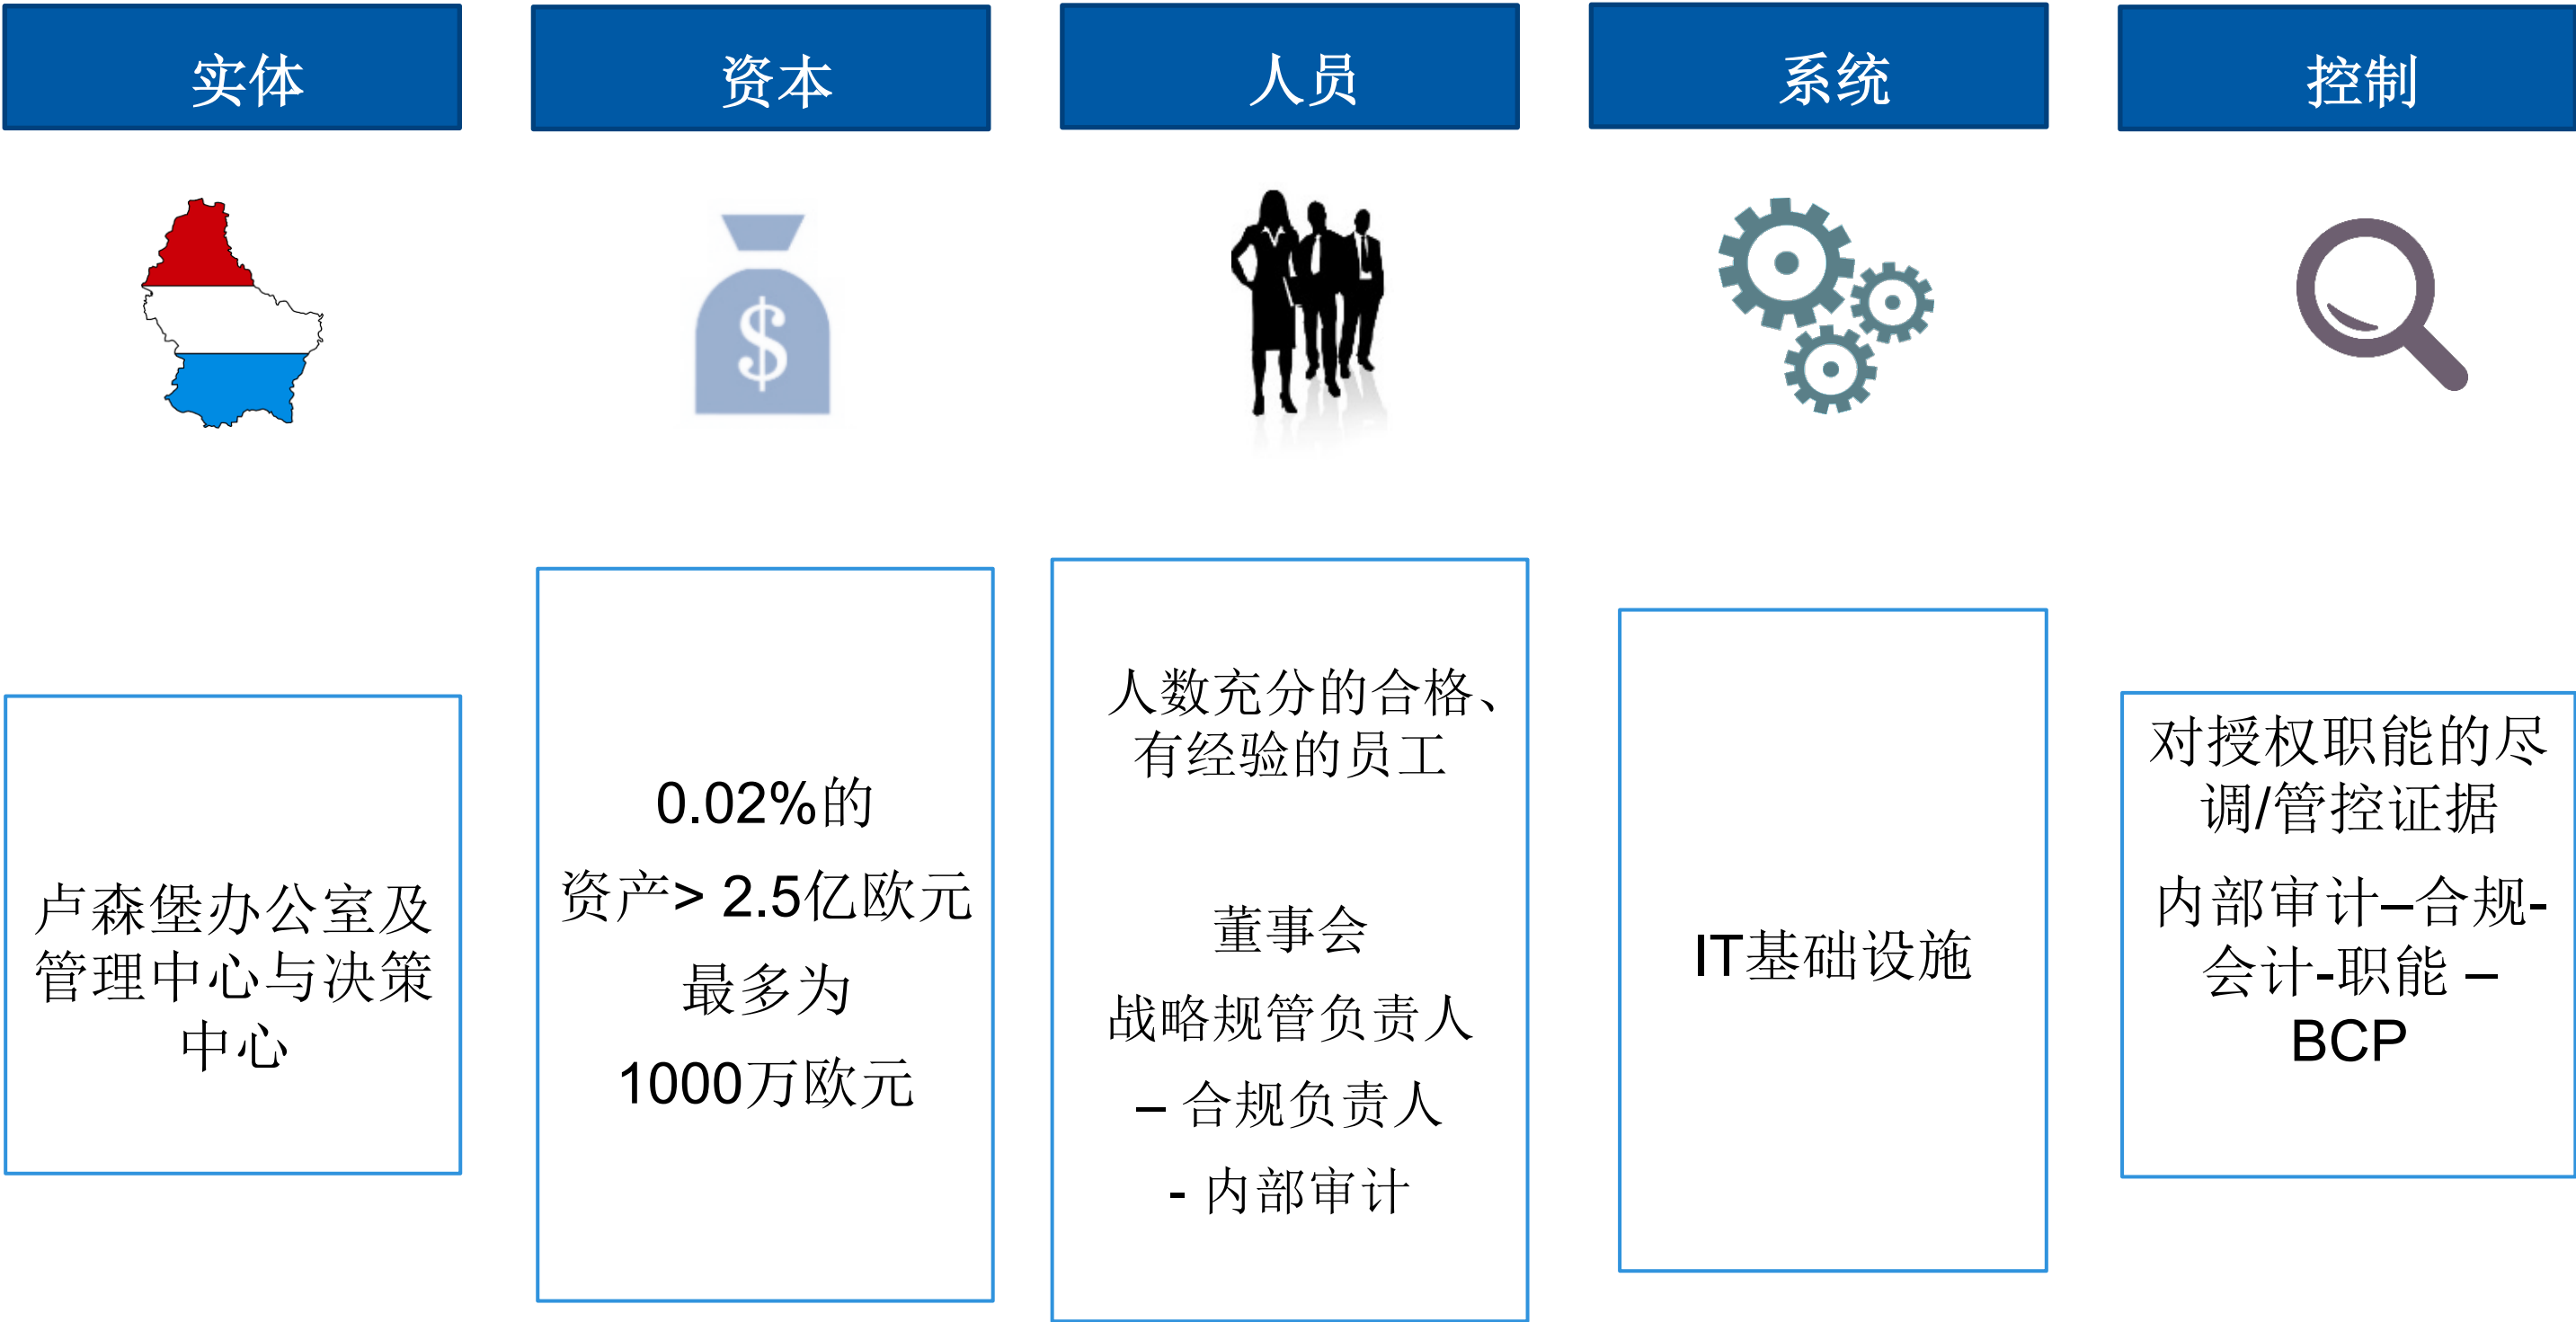 实体
资本
人员
系统
控制
$
卢森堡办公室及
管理中心与决策
中心
0.02%的
资产> 2.5亿欧元
最多为
1000万欧元
人数充分的合格、
有经验的员工
董事会
战略规管负责人
– 合规负责人
- 内部审计
IT基础设施
对授权职能的尽
调/管控证据
内部审计–合规-
会计-职能 –
BCP